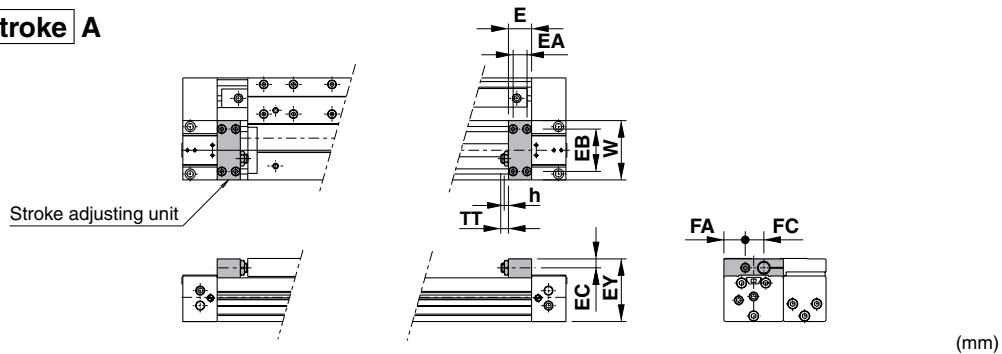 troke A
E
EA
EB
W
h
TT
Stroke adjusting unit
FA
FC
EC
EY
(mm)